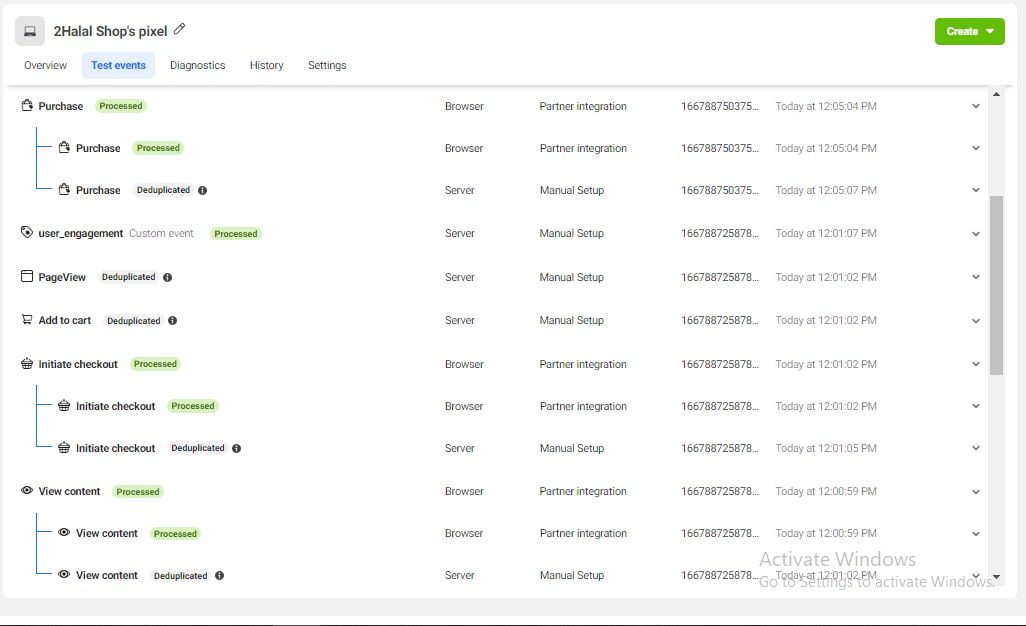 2Halal Shop's pixel
Create
Overview Test events Diagnostics History Settings
Purchase Processed Browser Partner integration 166788750375... Today at 12:05:04 PM
Purchase Processed Browser Partner integration 166788750375... Today at 12:05:04 PM
Purchase Deduplicated Server Manual Setup 166788750375... Today at 12:05:07 PM
user_engagement Custom event Processed Server Manual Setup 166788725878... Today at 12:01:07 PM
PageView Deduplicated Server Manual Setup 166788725878... Today at 12:01:02 PM
Add to cart Deduplicated Server Manual Setup 166788725878... Today at 12:01:02 PM
Initiate checkout Processed Browser Partner integration 166788725878... Today at 12:01:02 PM
Initiate checkout Processed Browser Partner integration 166788725878... Today at 12:01:02 PM
Initiate checkout Deduplicated Server Manual Setup 166788725878... Today at 12:01:05 PM
View content Processed Browser Partner integration 166788725878... Today at 12:00:59 PM
View content Processed Browser Partner integration 166788725878... Today at 12:00:59 PM
Activate Windows
View content Deduplicated Server Manual Setup 166788725878... Today at 12:01:02 PM
Go to Settings to activate Windows.